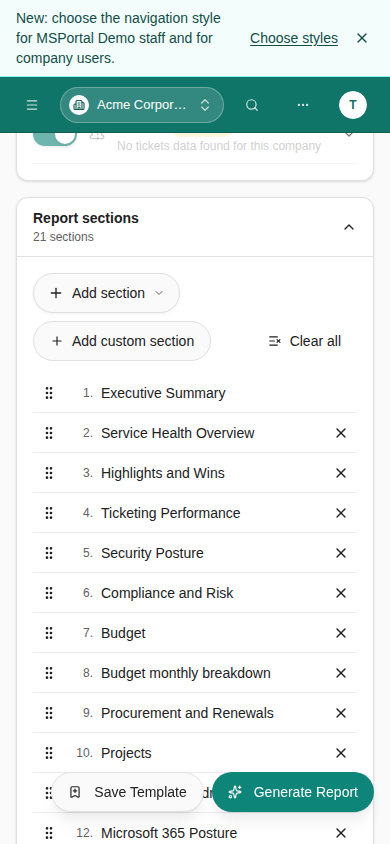 New: choose the navigation style
for MSPortal Demo staff and for
company users.
Choose styles
Acme Corpor...
T
No tickets data found for this company
Report sections
21 sections
Add section
Add custom section
Clear all
1. Executive Summary
2. Service Health Overview
3. Highlights and Wins
4. Ticketing Performance
5. Security Posture
6. Compliance and Risk
7. Budget
8. Budget monthly breakdown
9. Procurement and Renewals
10. Projects
Save Template
Generate Report
12. Microsoft 365 Posture